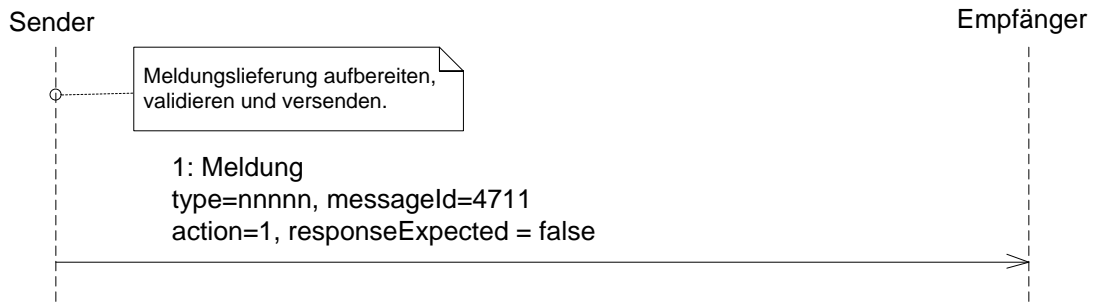 Sender
Empfänger
Meldungslieferung aufbereiten,
validieren und versenden.
1: Meldung
type=nnnnn, messageId=4711
action=1, responseExpected = false